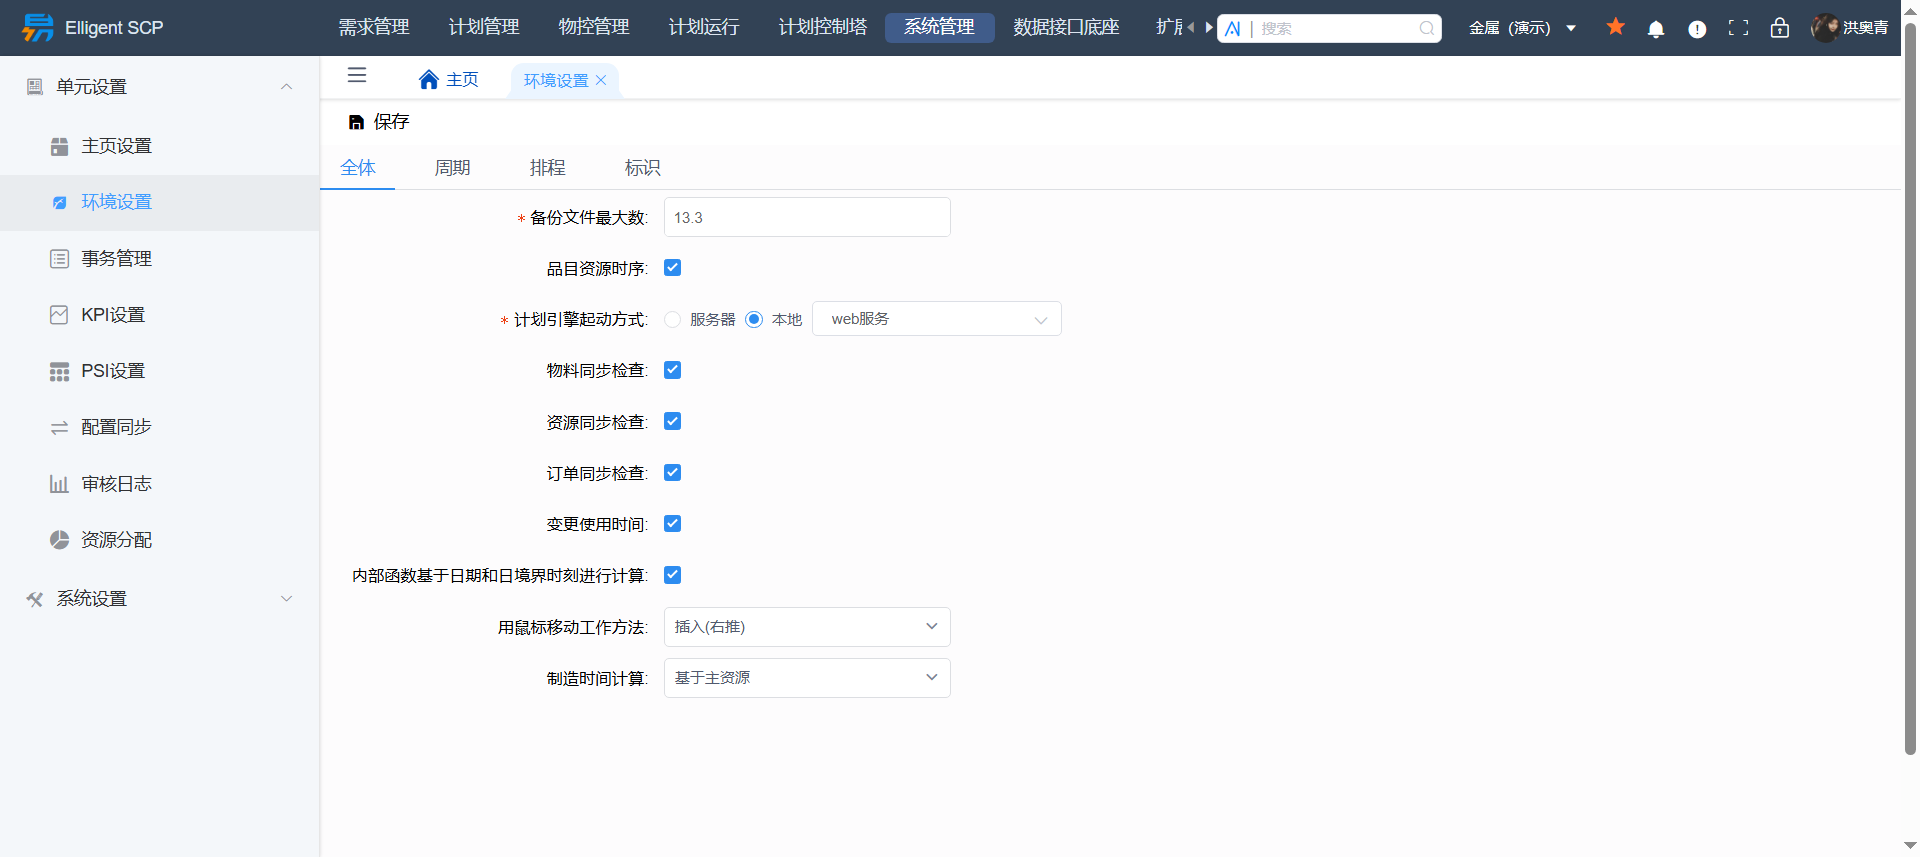 Elligent SCP
需求管理
计划管理
物控管理
计划运行
计划控制塔
系统管理
数据接口底座
扩
AI | 搜索
金属（演示）
洪奥青
单元设置
主页设置
环境设置
事务管理
KPI设置
PSI设置
配置同步
审核日志
资源分配
系统设置
主页
环境设置
保存
全体
周期
排程
标识
* 备份文件最大数: 13.3
品目资源时序:
* 计划引擎起动方式: 服务器 本地 web服务
物料同步检查:
资源同步检查:
订单同步检查:
变更使用时间:
内部函数基于日期和日境界时刻进行计算:
用鼠标移动工作方法: 插入(右推)
制造时间计算: 基于主资源